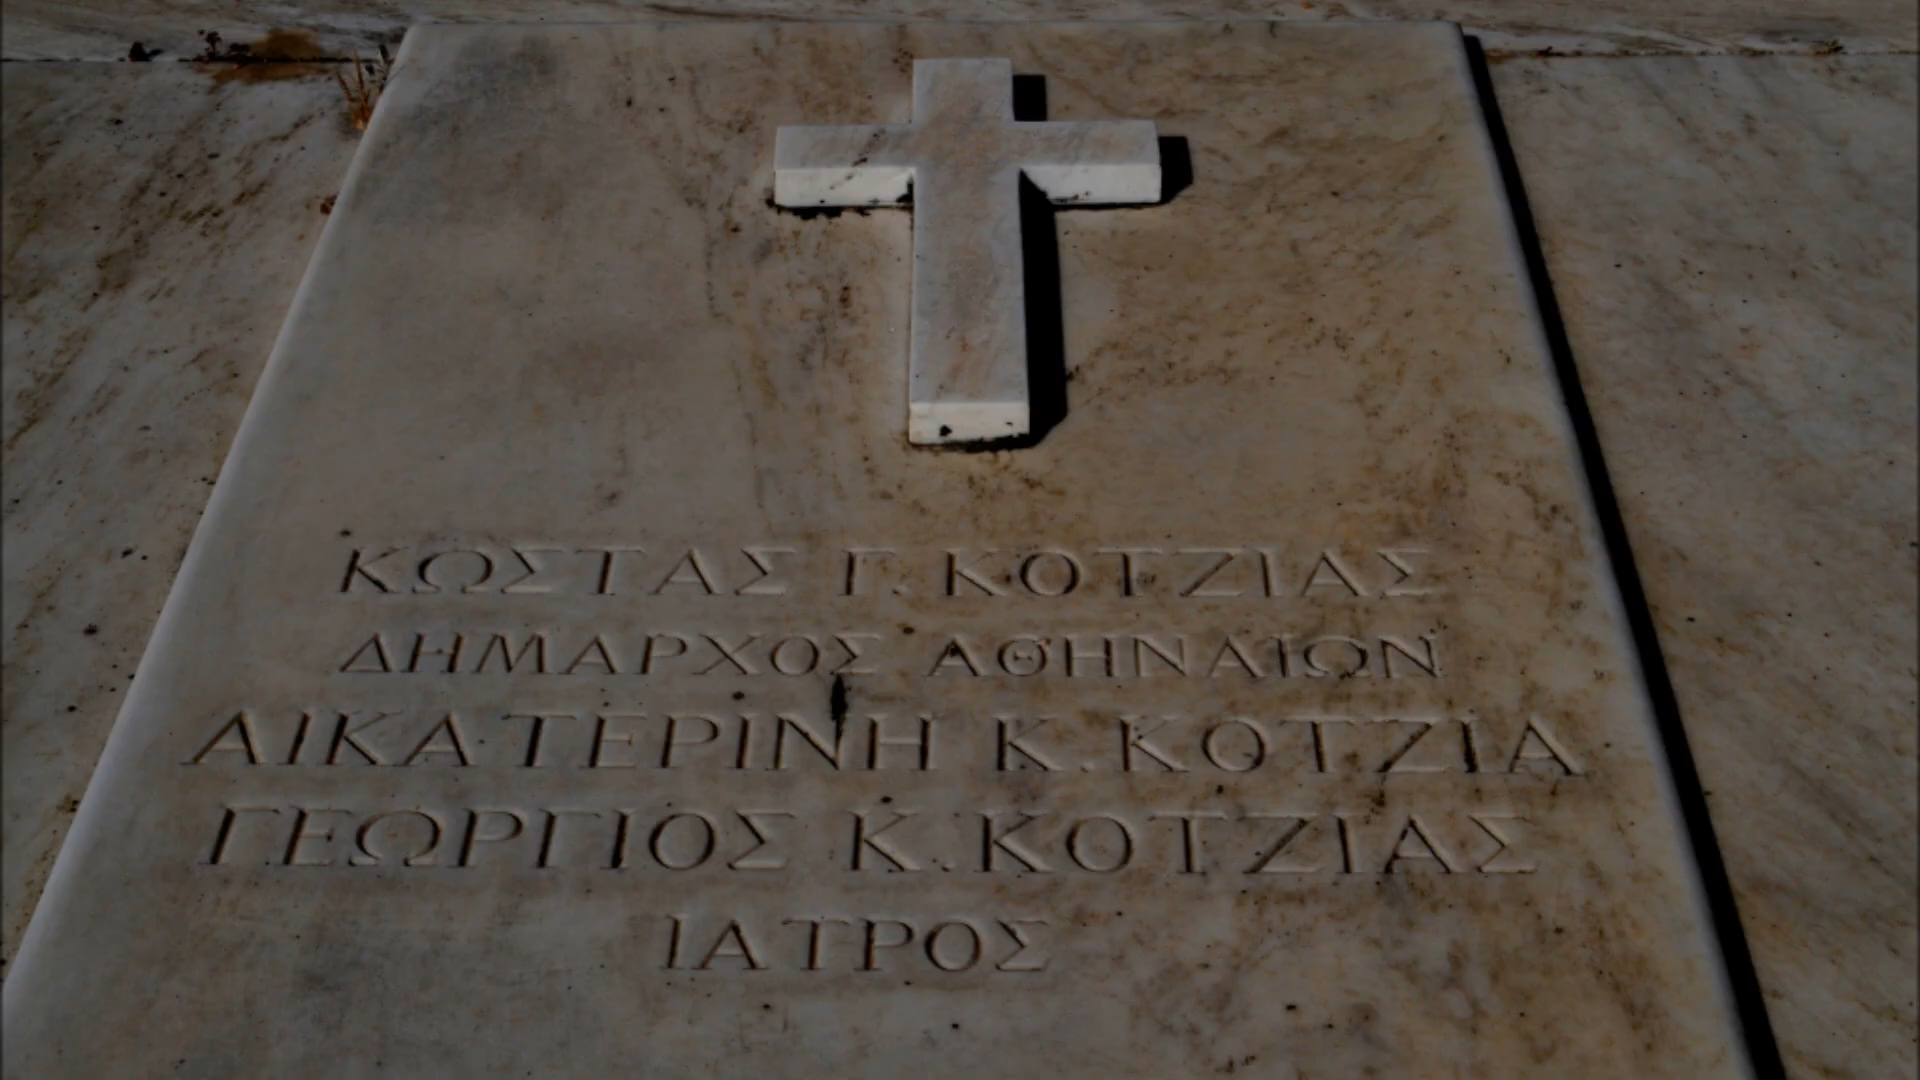 ΚΩΣΤΑΣ Γ. ΚΟΤΖΙΑΣ
ΔΗΜΑΡΧΟΣ ΑΘΗΝΑΙΩΝ
ΑΙΚΑΤΕΡΙΝΗ Κ. ΚΟΤΖΙΑ
ΓΕΩΡΓΙΟΣ Κ. ΚΟΤΖΙΑΣ
ΙΑΤΡΟΣ